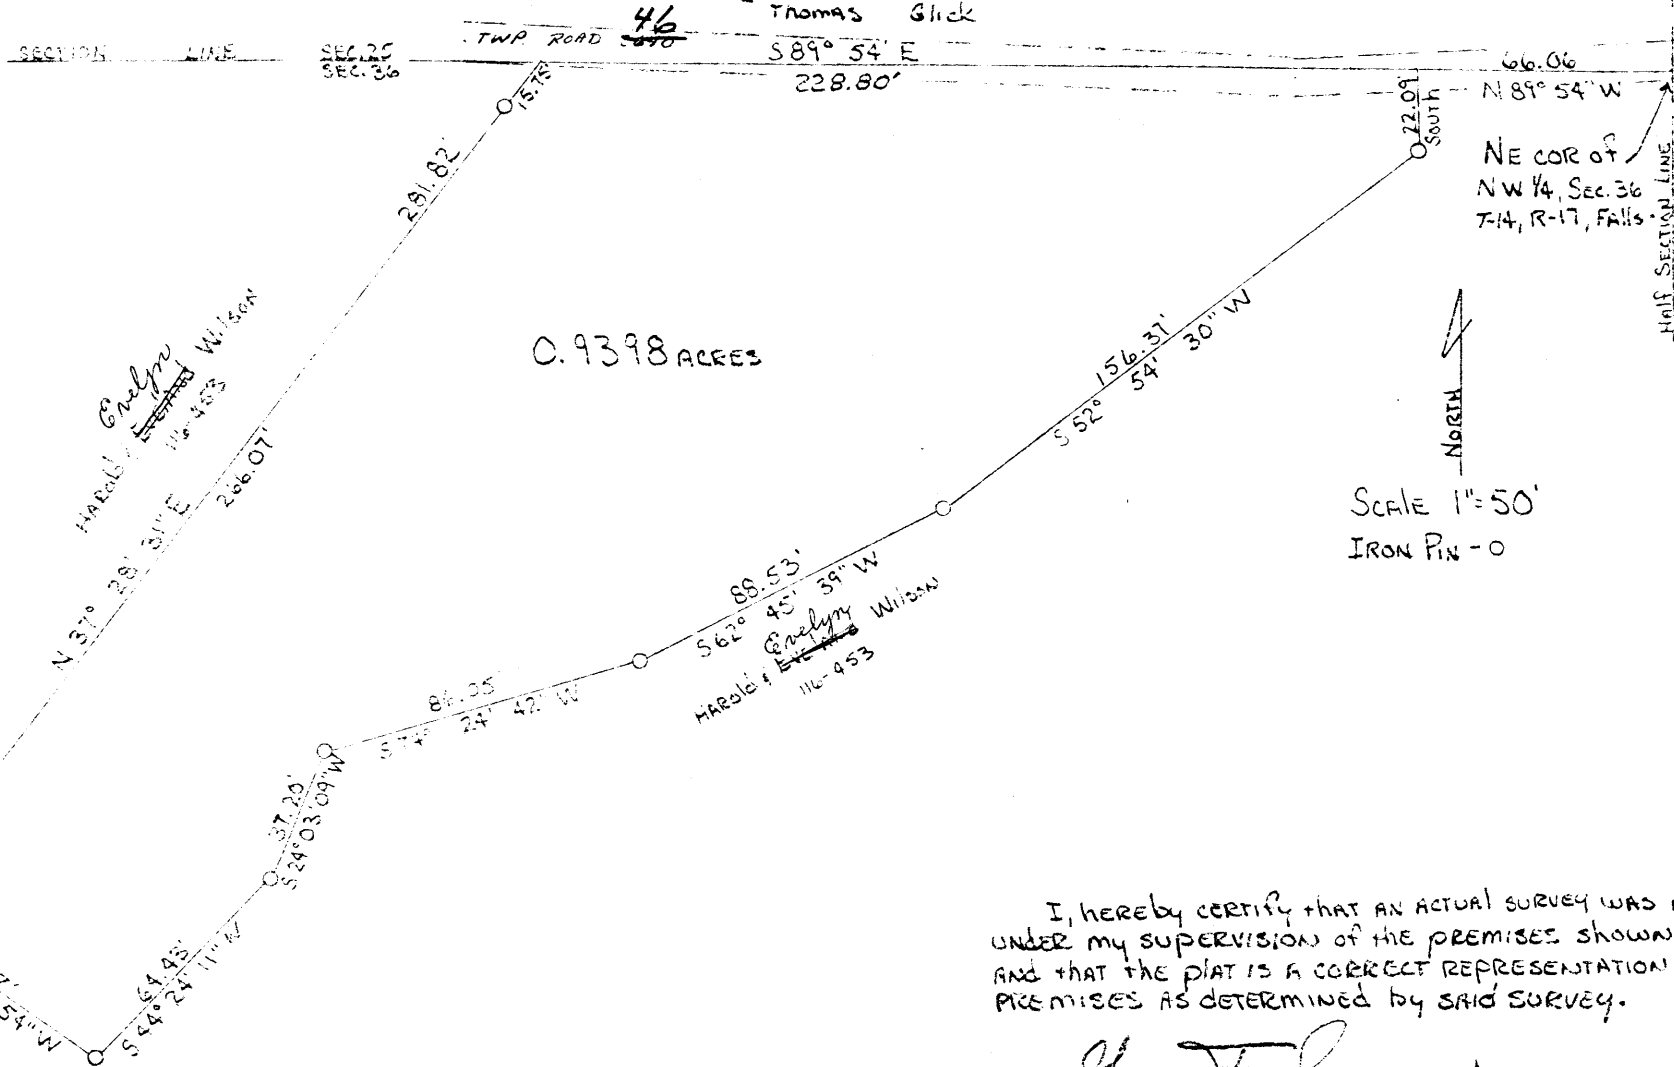 Thomas Glick
46
TWP. ROAD
S 89° 54' E
228.80'
SECTION LINE
SEC. 25
SEC. 36
15.75'
66.06
N 89° 54' W
22.09'
SOUTH
NE COR of
NW 1/4, SEC. 36
T-14, R-17, FAlls.
HALF SECTION LINE
281.82'
Evelyn
HAROLD & Wilson
116-453
266.07'
N 37° 28' 31" E
0.9398 ACRES
156.37'
S 52° 54' 30" W
NORTH
SCALE 1"=50'
IRON PIN - O
88.53'
S 62° 45' 39" W
Evelyn
HAROLD & Wilson
116-453
S 74° 24' 42" W
37.20'
S 24° 03' 09" W
64.45'
S 44° 24' 11" W
54" W
I, hEREby CERTIfy thAT AN ACTUAl SURVEY WAS
UNDER my SUPERVISION of thE PREMISES ShOWN
ANd thAT thE plAT IS A CORRECT REPRESENTATION
PREMISES AS dETERMINEd by SAId SURVEY.